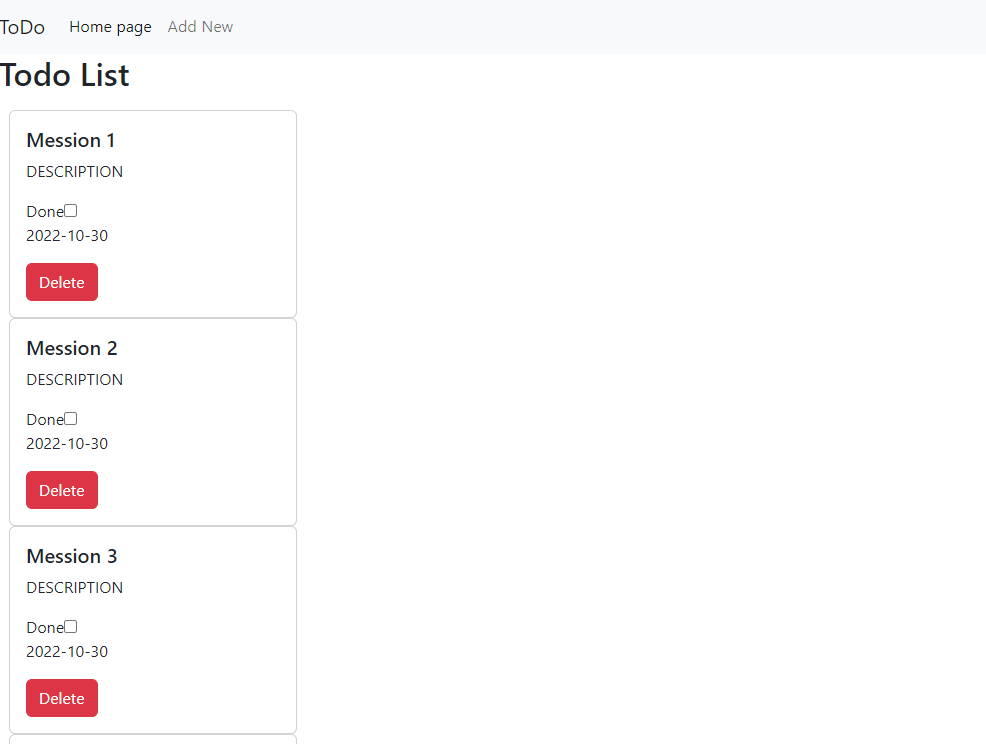 ToDo Home page Add New
Todo List
Mession 1
DESCRIPTION
Done
2022-10-30
Delete
Mession 2
DESCRIPTION
Done
2022-10-30
Delete
Mession 3
DESCRIPTION
Done
2022-10-30
Delete